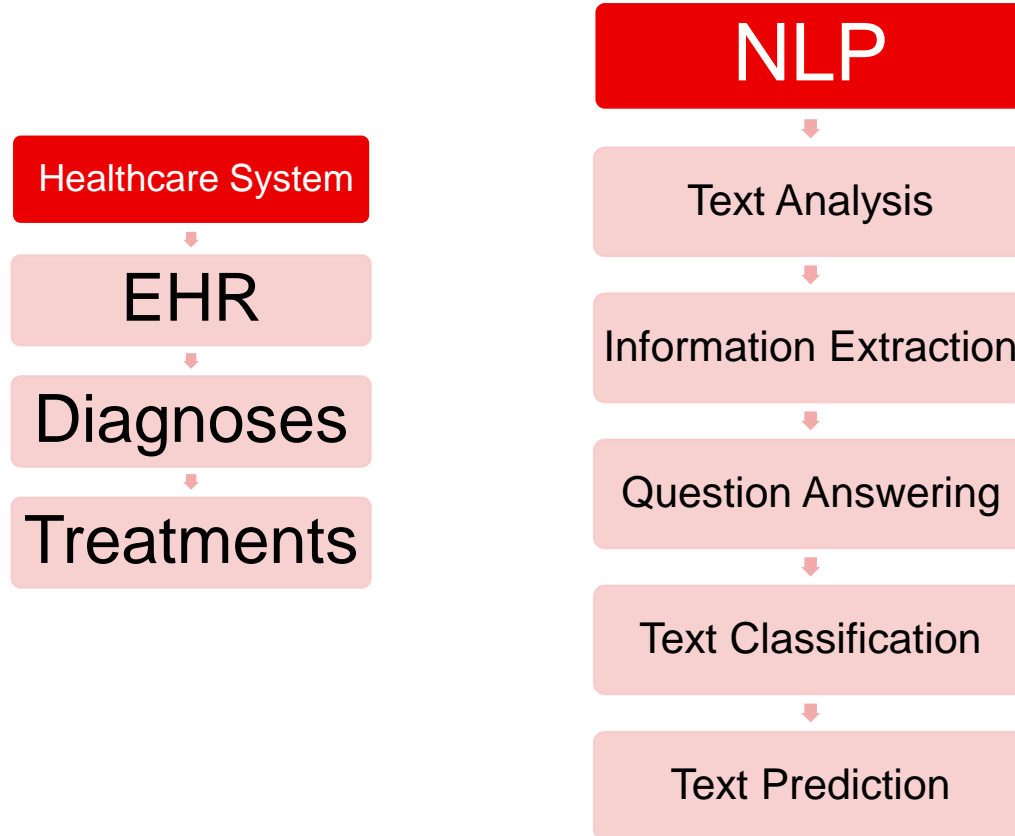 Healthcare System
EHR
Diagnoses
Treatments
NLP
Text Analysis
Information Extraction
Question Answering
Text Classification
Text Prediction